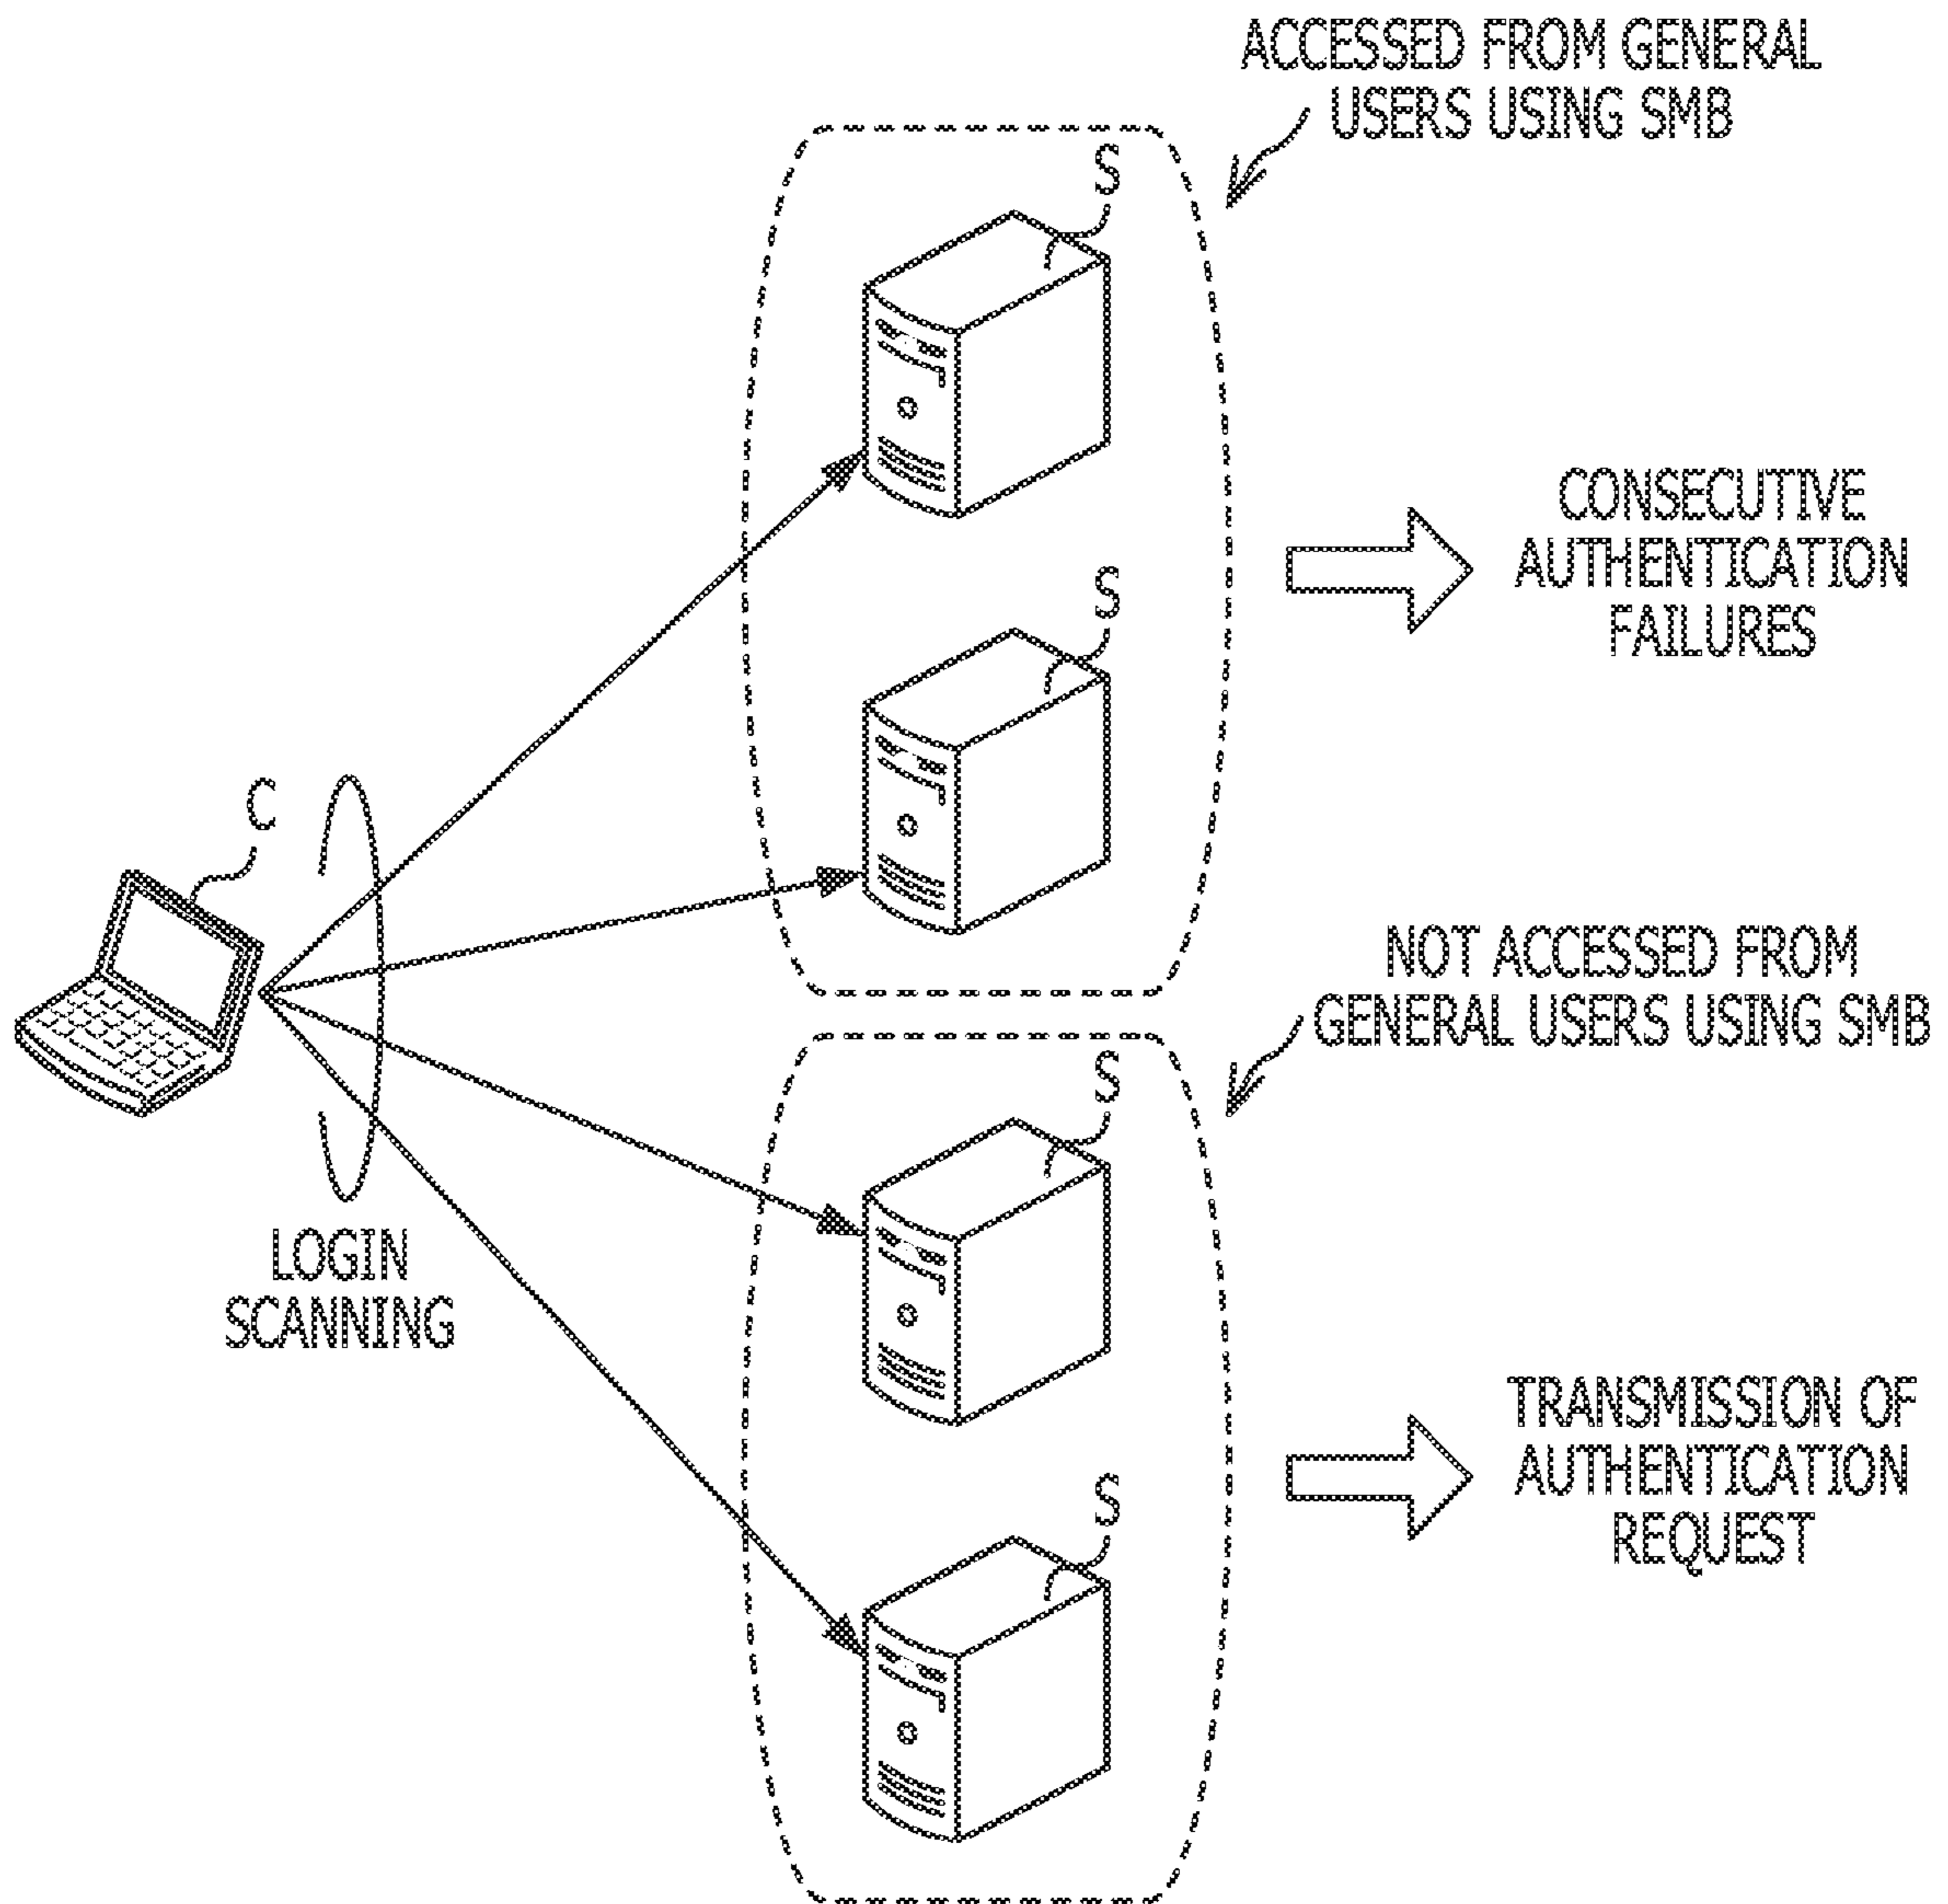 ACCESSED FROM GENERAL
USERS USING SMB
S
CONSECUTIVE
AUTHENTICATION
FAILURES
S
C
NOT ACCESSED FROM
GENERAL USERS USING SMB
S
LOGIN
SCANNING
TRANSMISSION OF
AUTHENTICATION
REQUEST
S